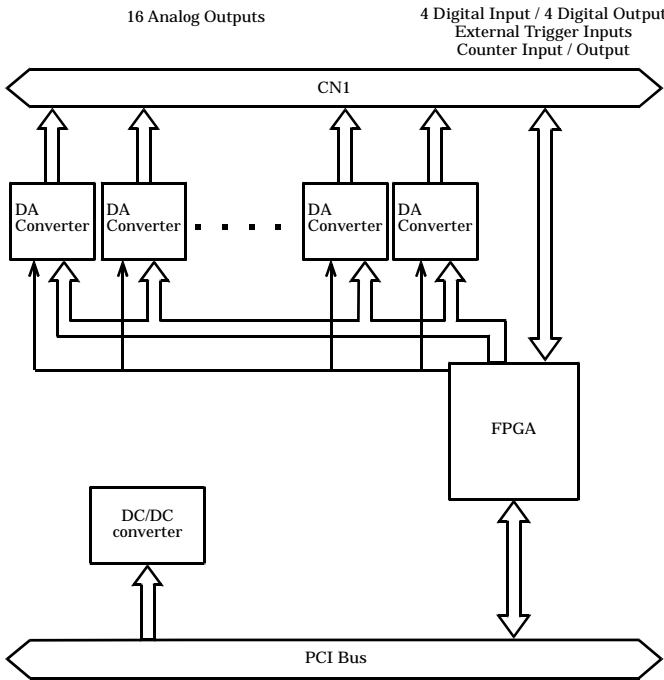 16 Analog Outputs
4 Digital Input / 4 Digital Output
External Trigger Inputs
Counter Input / Output
CN1
DA
Converter
DA
Converter
DA
Converter
DA
Converter
FPGA
DC/DC
converter
PCI Bus